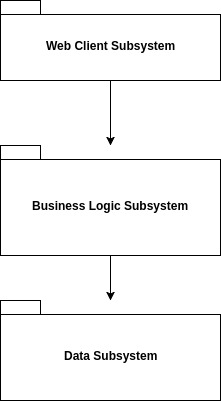 Web Client Subsystem
Business Logic Subsystem
Data Subsystem